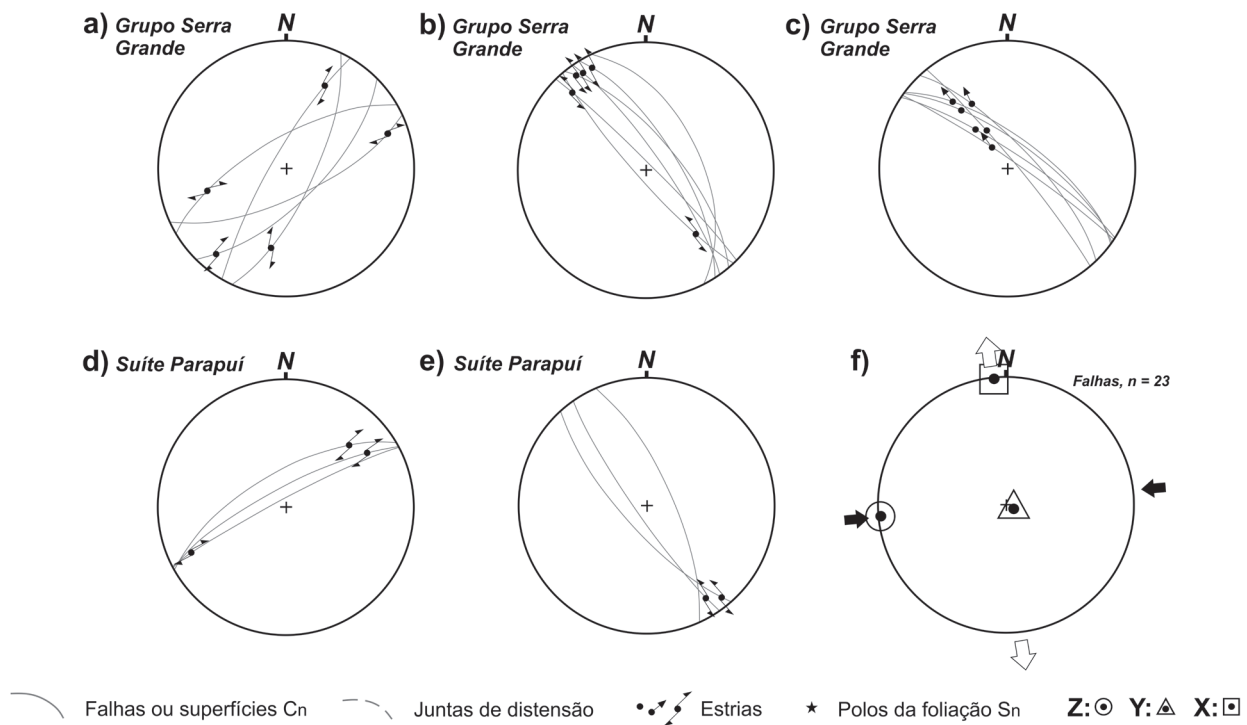 a) Grupo Serra Grande
N
b) Grupo Serra Grande
N
c) Grupo Serra Grande
N
d) Suíte Parapuí
N
e) Suíte Parapuí
N
f)
N
Falhas, n = 23
Falhas ou superfícies Cn
Juntas de distensão
Estrias
Polos da foliação Sn
Z: Y: X: